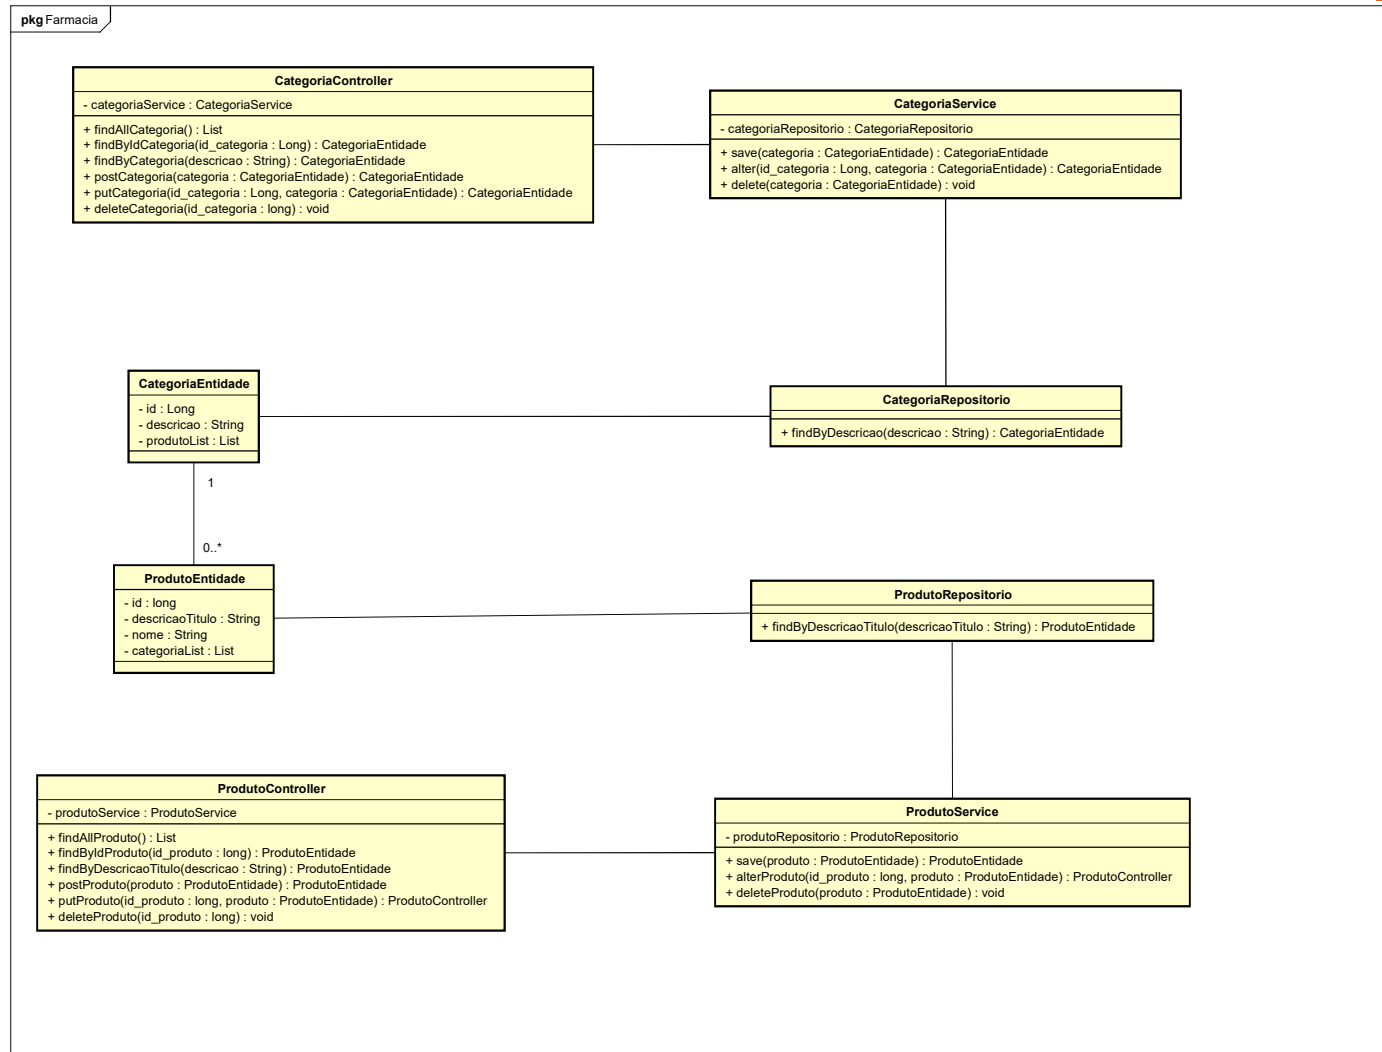 pkg Farmacia
CategoriaController
- categoriaService : CategoriaService
+ findAllCategoria() : List
+ findByIdCategoria(id_categoria : Long) : CategoriaEntidade
+ findByCategoria(descricao : String) : CategoriaEntidade
+ postCategoria(categoria : CategoriaEntidade) : CategoriaEntidade
+ putCategoria(id_categoria : Long, categoria : CategoriaEntidade) : CategoriaEntidade
+ deleteCategoria(id_categoria : long) : void
CategoriaService
- categoriaRepositorio : CategoriaRepositorio
+ save(categoria : CategoriaEntidade) : CategoriaEntidade
+ alter(id_categoria : Long, categoria : CategoriaEntidade) : CategoriaEntidade
+ delete(categoria : CategoriaEntidade) : void
CategoriaEntidade
- id : Long
- descricao : String
- produtoList : List
CategoriaRepositorio
+ findByDescricao(descricao : String) : CategoriaEntidade
1
0..*
ProdutoEntidade
- id : long
- descricaoTitulo : String
- nome : String
- categoriaList : List
ProdutoRepositorio
+ findByDescricaoTitulo(descricaoTitulo : String) : ProdutoEntidade
ProdutoController
- produtoService : ProdutoService
+ findAllProduto() : List
+ findByIdProduto(id_produto : long) : ProdutoEntidade
+ findByDescricaoTitulo(descricao : String) : ProdutoEntidade
+ postProduto(produto : ProdutoEntidade) : ProdutoEntidade
+ putProduto(id_produto : long, produto : ProdutoEntidade) : ProdutoController
+ deleteProduto(id_produto : long) : void
ProdutoService
- produtoRepositorio : ProdutoRepositorio
+ save(produto : ProdutoEntidade) : ProdutoEntidade
+ alterProduto(id_produto : long, produto : ProdutoEntidade) : ProdutoController
+ deleteProduto(produto : ProdutoEntidade) : void